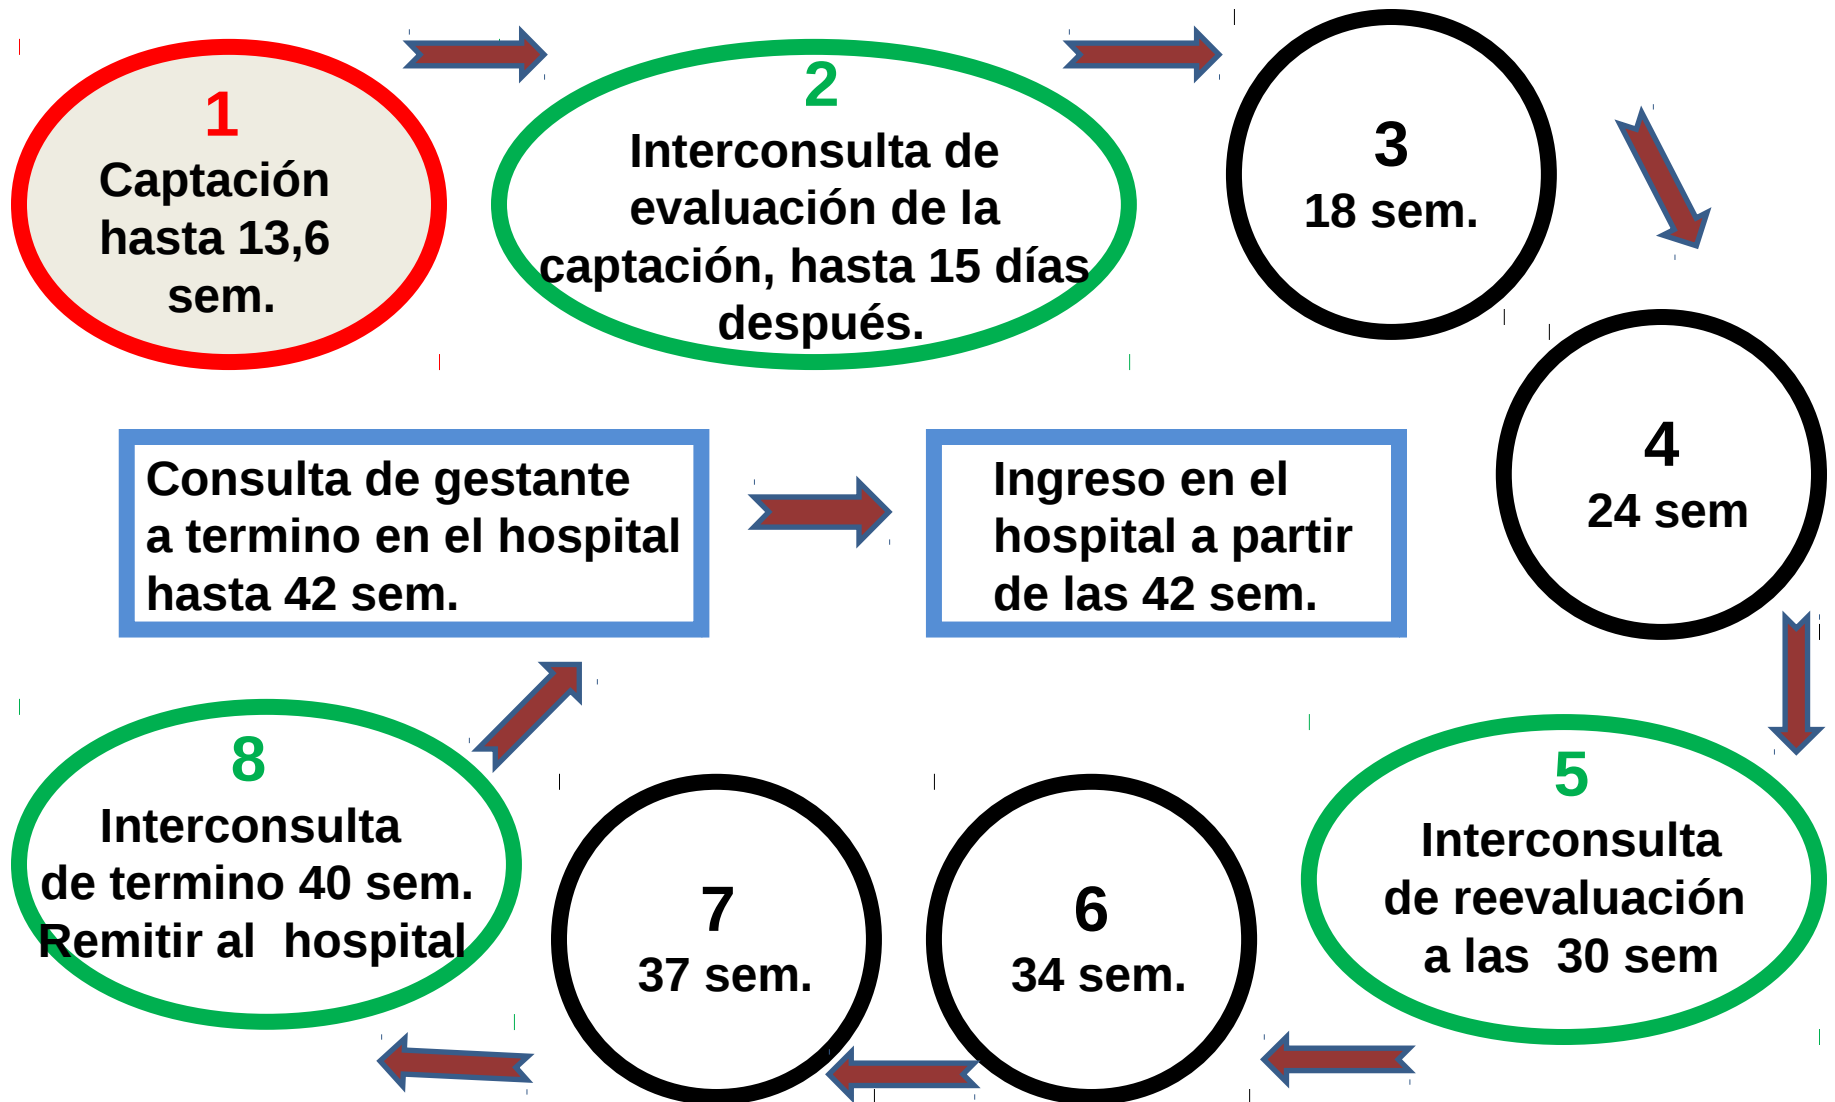 1
Captación
hasta 13,6
sem.
2
Interconsulta de
evaluación de la
captación, hasta 15 días
después.
3
18 sem.
4
24 sem
5
Interconsulta
de reevaluación
a las  30 sem
6
34 sem.
7
37 sem.
8
Interconsulta
de termino 40 sem.
Remitir al  hospital
Consulta de gestante
a termino en el hospital
hasta 42 sem.
Ingreso en el
hospital a partir
de las 42 sem.